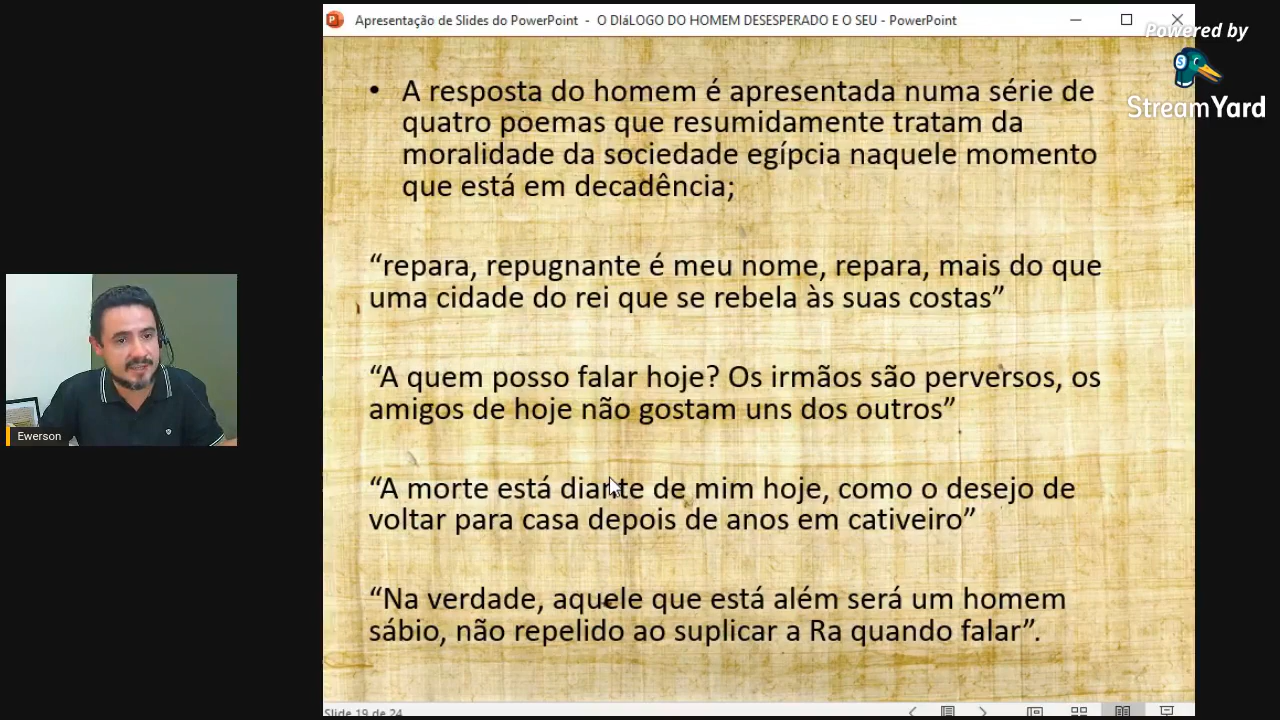 Apresentação de Slides do PowerPoint - O DIáLOGO DO HOMEM DESESPERADO E O SEU - PowerPoint
Powered by
StreamYard
• A resposta do homem é apresentada numa série de
quatro poemas que resumidamente tratam da
moralidade da sociedade egípcia naquele momento
que está em decadência;
“repara, repugnante é meu nome, repara, mais do que
uma cidade do rei que se rebela às suas costas”
“A quem posso falar hoje? Os irmãos são perversos, os
amigos de hoje não gostam uns dos outros”
“A morte está diante de mim hoje, como o desejo de
voltar para casa depois de anos em cativeiro”
“Na verdade, aquele que está além será um homem
sábio, não repelido ao suplicar a Ra quando falar”.
Ewerson
Slide 19 de 24